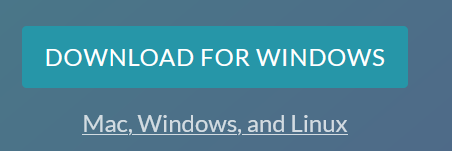 DOWNLOAD FOR WINDOWS
Mac, Windows, and Linux